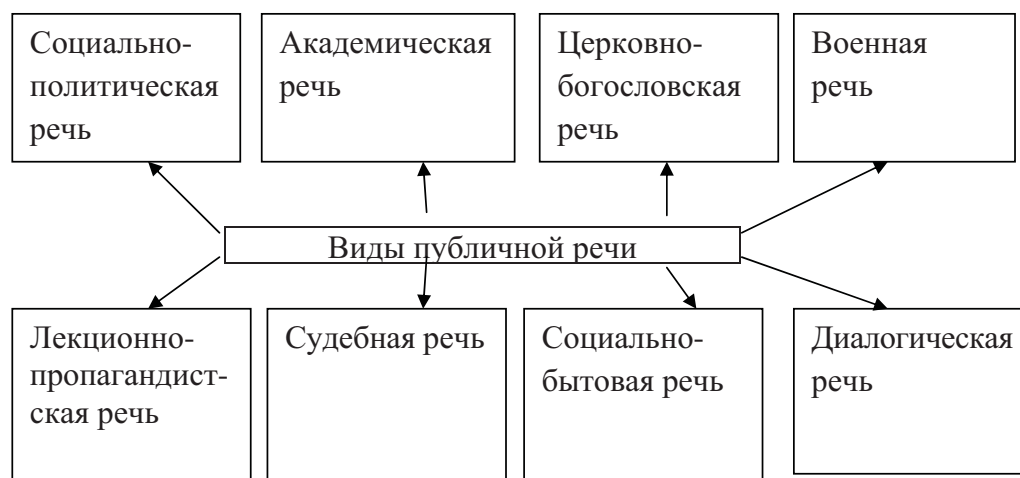 Социально-
политическая
речь
Академическая
речь
Церковно-
богословская
речь
Военная
речь
Виды публичной речи
Лекционно-
пропагандист-
ская речь
Судебная речь
Социально-
бытовая речь
Диалогическая
речь